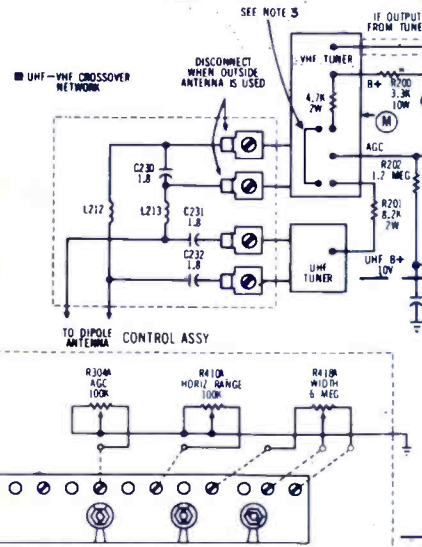 SEE NOTE 3
IF OUTPUT
FROM TUNE
■ UHF-VHF CROSSOVER
NETWORK
DISCONNECT
WHEN OUTSIDE
ANTENNA IS USED
VHF TUNER
4.7K
2W
B+
R200
3.3K
10W
M
AGC
R202
1.2 MEG
C230
1.8
L212
L213
C231
1.8
C232
1.8
R201
8.2K
2W
UHF
TUNER
UHF B+
10V
TO DIPOLE
ANTENNA
CONTROL ASSY
R304A
AGC
100K
R410A
HORIZ RANGE
100K
R418A
WIDTH
6 MEG